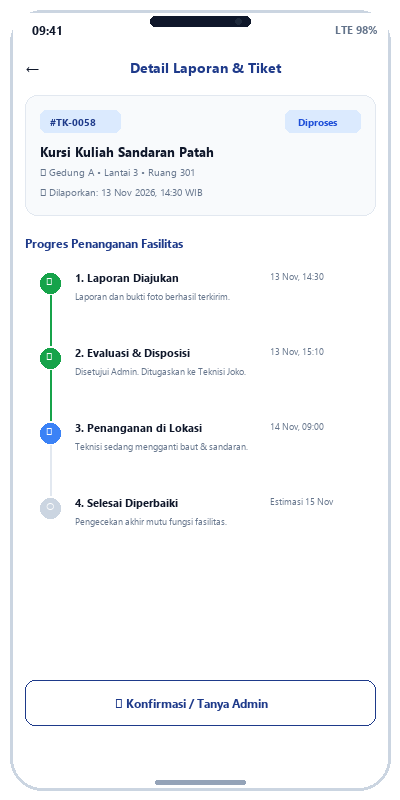 09:41
LTE 98%
← Detail Laporan & Tiket
#TK-0058
Diproses
Kursi Kuliah Sandaran Patah
Gedung A • Lantai 3 • Ruang 301
Dilaporkan: 13 Nov 2026, 14:30 WIB
Progres Penanganan Fasilitas
1. Laporan Diajukan
13 Nov, 14:30
Laporan dan bukti foto berhasil terkirim.
2. Evaluasi & Disposisi
13 Nov, 15:10
Disetujui Admin. Ditugaskan ke Teknisi Joko.
3. Penanganan di Lokasi
14 Nov, 09:00
Teknisi sedang mengganti baut & sandaran.
4. Selesai Diperbaiki
Estimasi 15 Nov
Pengecekan akhir mutu fungsi fasilitas.
Konfirmasi / Tanya Admin